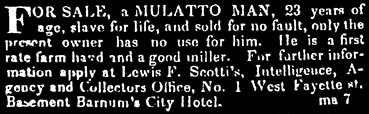 FOR SALE, a MULATTO MAN, 23 years of
age, slave for life, and sold for no fault, only the
present owner has no use for him. He is a first
rate farm hand and a good miller. For further infor-
mation apply at Lewis F. Scotti's, Intelligence, A-
gency and Collectors Office, No. 1 West Fayette st.
Basement Barnum's City Hotel. ma 7